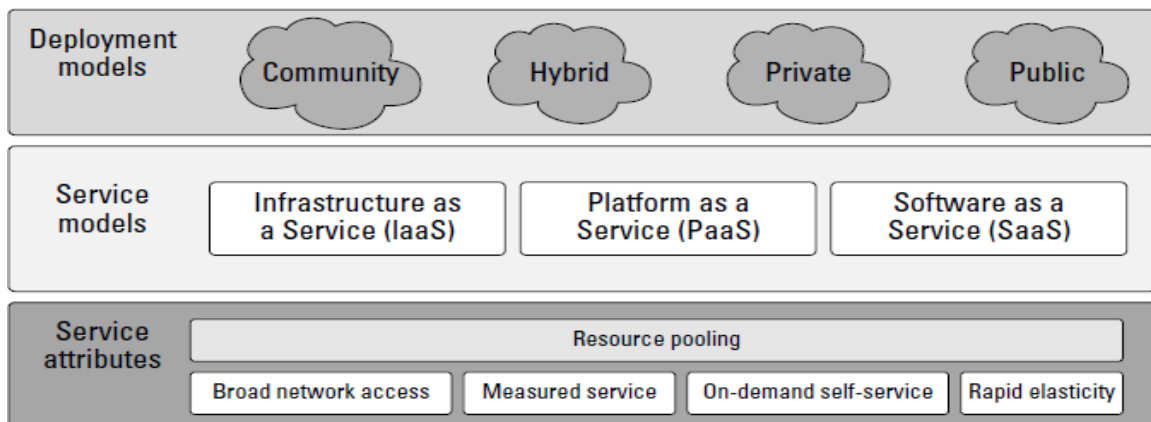 Deployment
models
Community
Hybrid
Private
Public
Service
models
Infrastructure as
a Service (IaaS)
Platform as a
Service (PaaS)
Software as a
Service (SaaS)
Service
attributes
Resource pooling
Broad network access
Measured service
On-demand self-service
Rapid elasticity